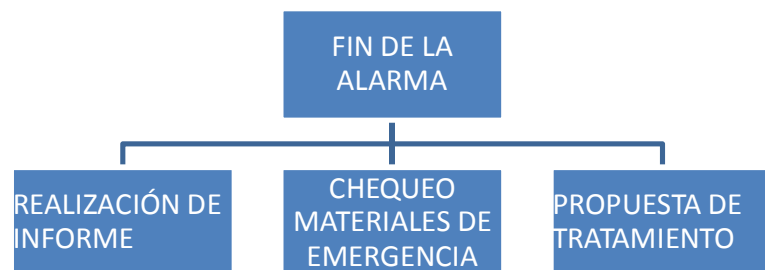 FIN DE LA
ALARMA
REALIZACIÓN DE
INFORME
CHEQUEO
MATERIALES DE
EMERGENCIA
PROPUESTA DE
TRATAMIENTO